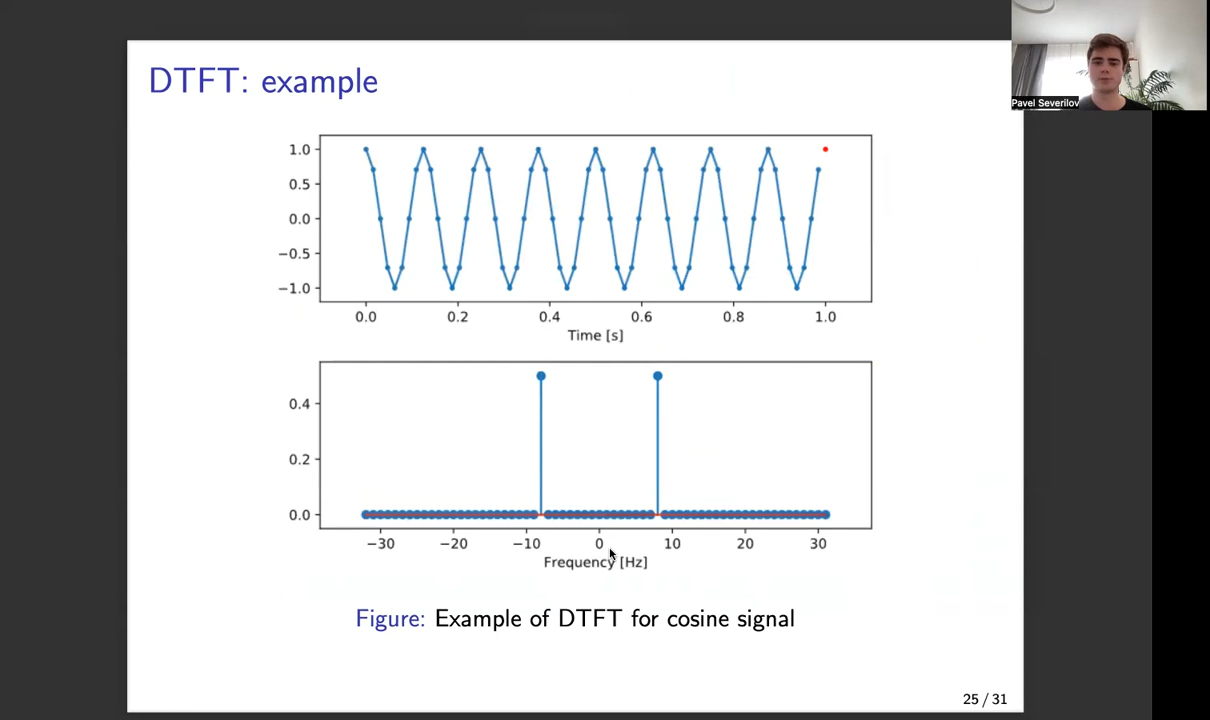 DTFT: example
Pavel Severilov
1.0
0.5
0.0
−0.5
−1.0
0.0 0.2 0.4 0.6 0.8 1.0
Time [s]
0.4
0.2
0.0
−30 −20 −10 0 10 20 30
Frequency [Hz]
Figure: Example of DTFT for cosine signal
25 / 31